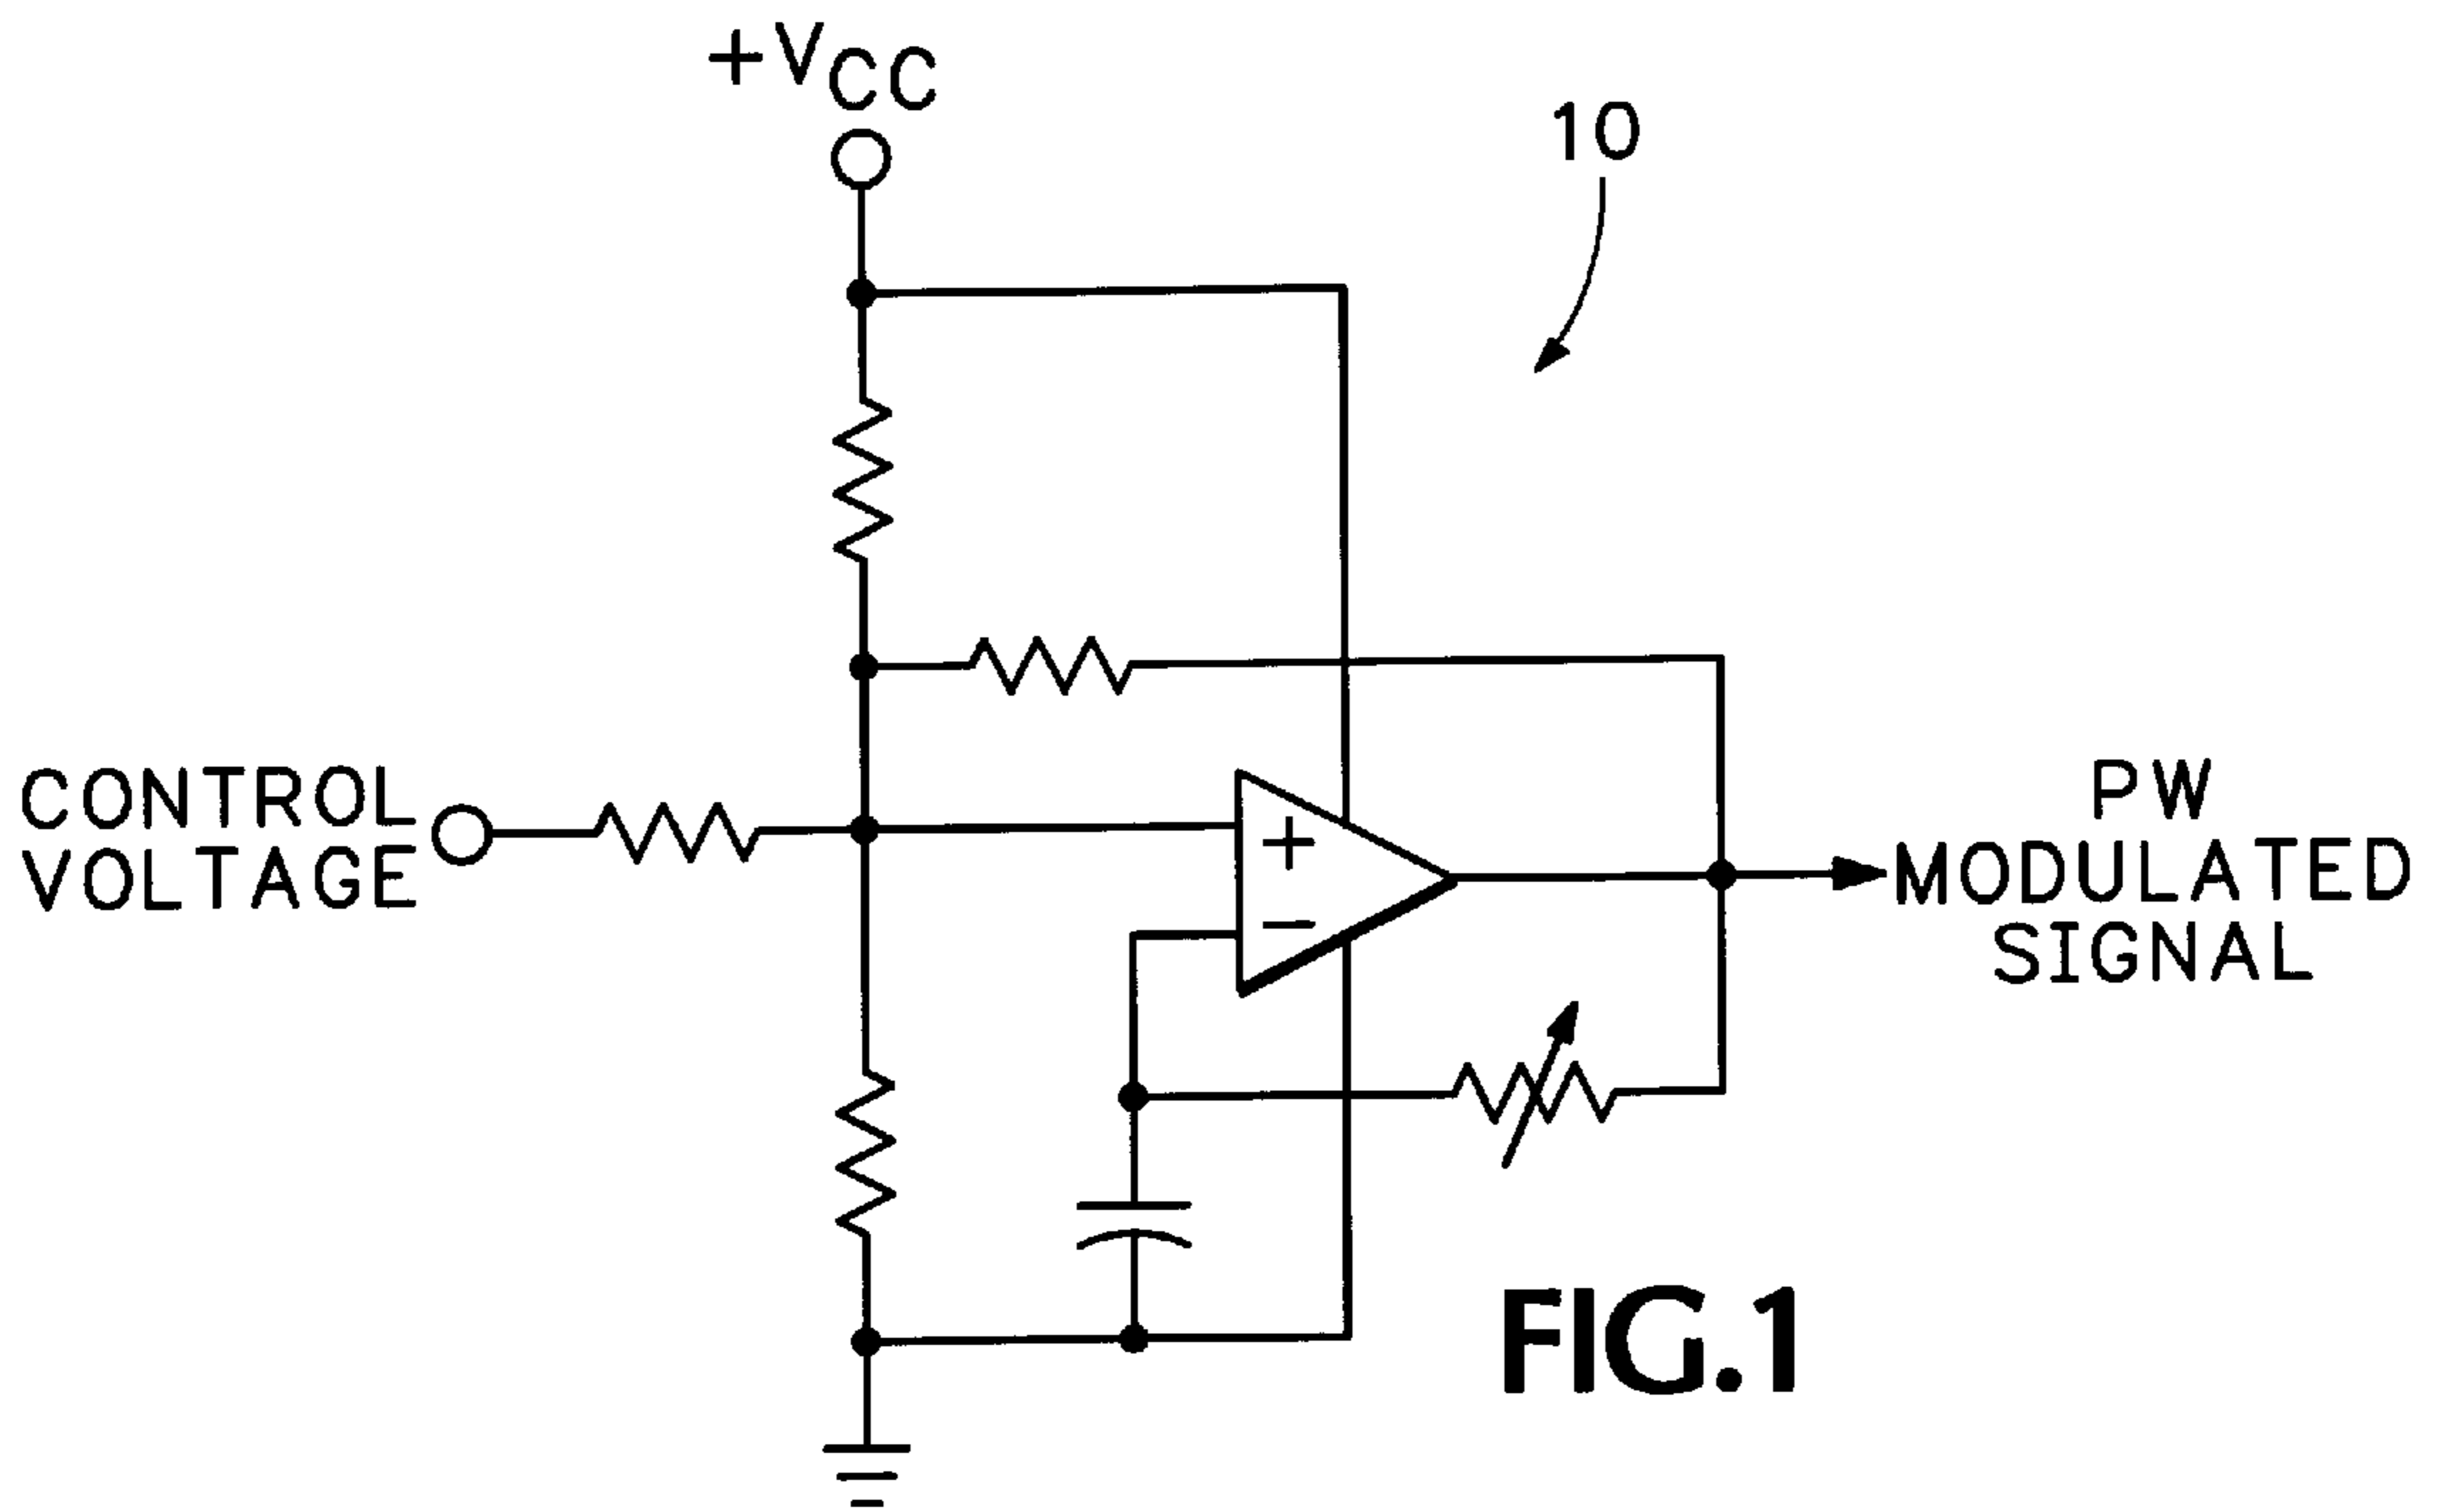 +VCC
10
CONTROL
VOLTAGE
+
−
PW
MODULATED
SIGNAL
FIG.1